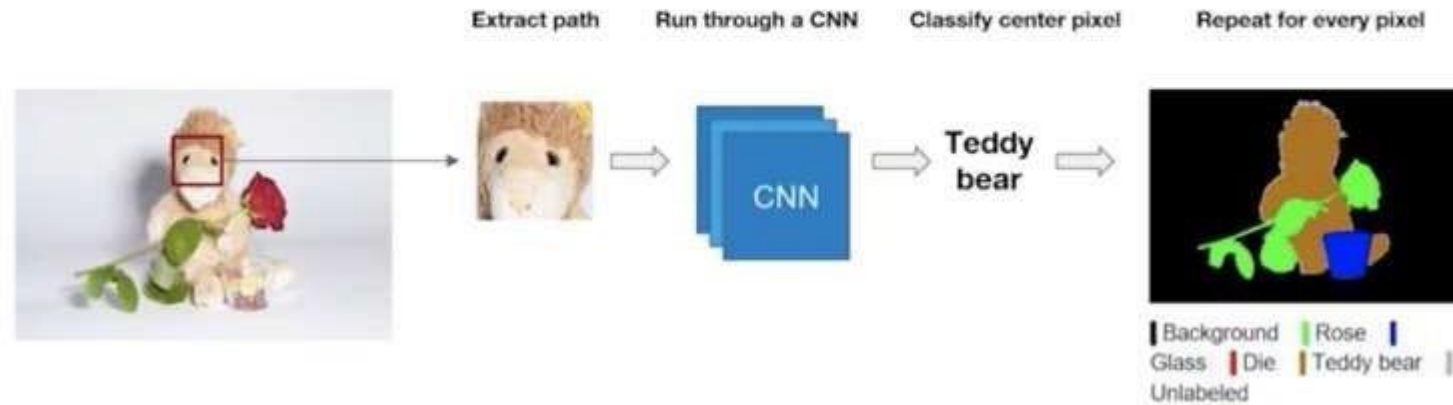 Extract path
Run through a CNN
Classify center pixel
Repeat for every pixel
CNN
Teddy
bear
Background Rose
Glass Die Teddy bear
Unlabeled